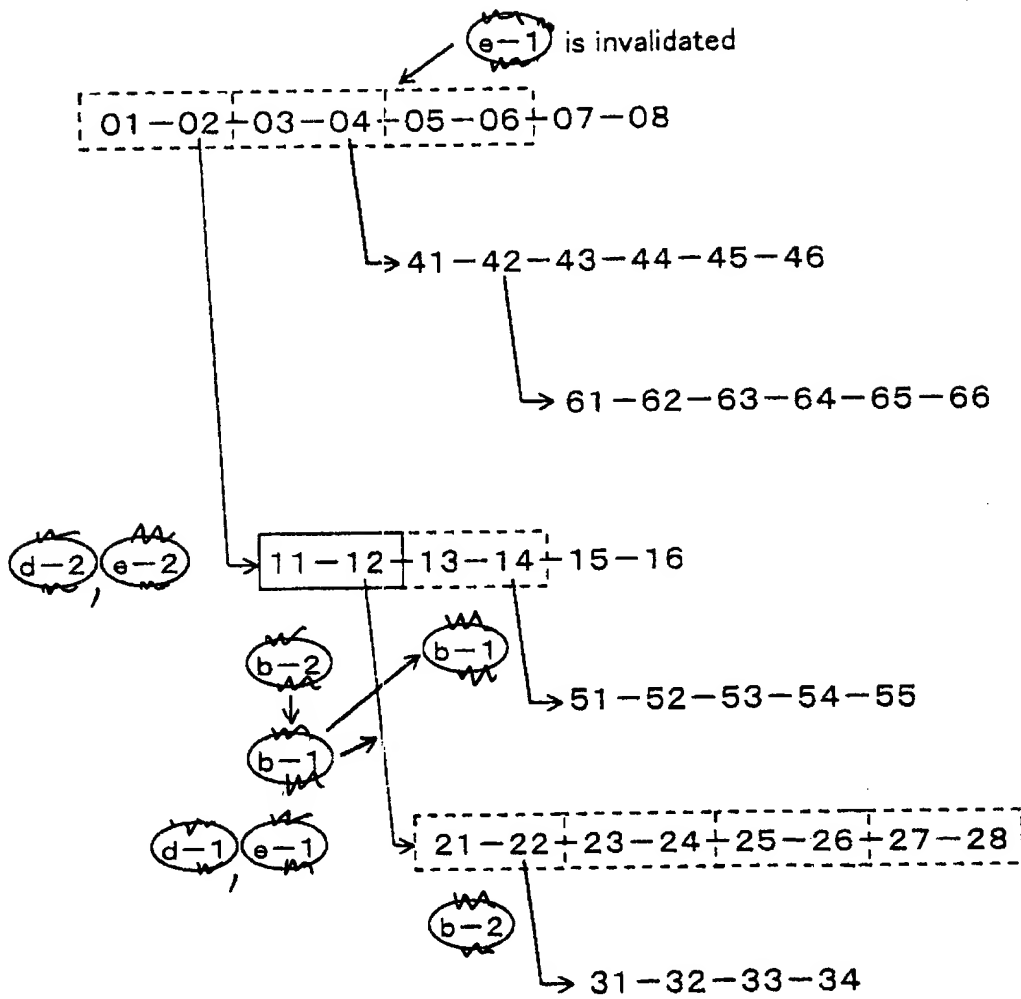 e-1 is invalidated
01-02-03-04-05-06-07-08
41-42-43-44-45-46
61-62-63-64-65-66
d-2, e-2
11-12-13-14-15-16
b-2
b-1
51-52-53-54-55
b-1
d-1, e-1
21-22-23-24-25-26-27-28
b-2
31-32-33-34